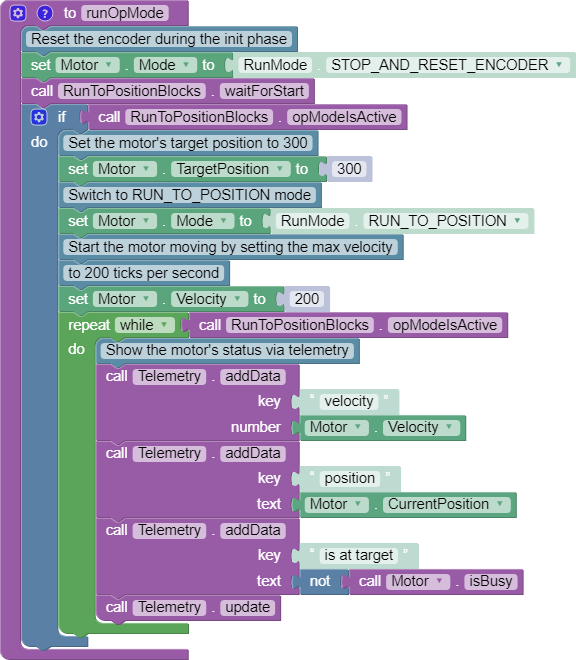 to runOpMode
Reset the encoder during the init phase
set Motor . Mode to RunMode . STOP_AND_RESET_ENCODER
call RunToPositionBlocks . waitForStart
if call RunToPositionBlocks . opModeIsActive
do Set the motor's target position to 300
set Motor . TargetPosition to 300
Switch to RUN_TO_POSITION mode
set Motor . Mode to RunMode . RUN_TO_POSITION
Start the motor moving by setting the max velocity
to 200 ticks per second
set Motor . Velocity to 200
repeat while call RunToPositionBlocks . opModeIsActive
do Show the motor's status via telemetry
call Telemetry . addData
key “ velocity ”
number Motor . Velocity
call Telemetry . addData
key “ position ”
text Motor . CurrentPosition
call Telemetry . addData
key “ is at target ”
text not call Motor . isBusy
call Telemetry . update